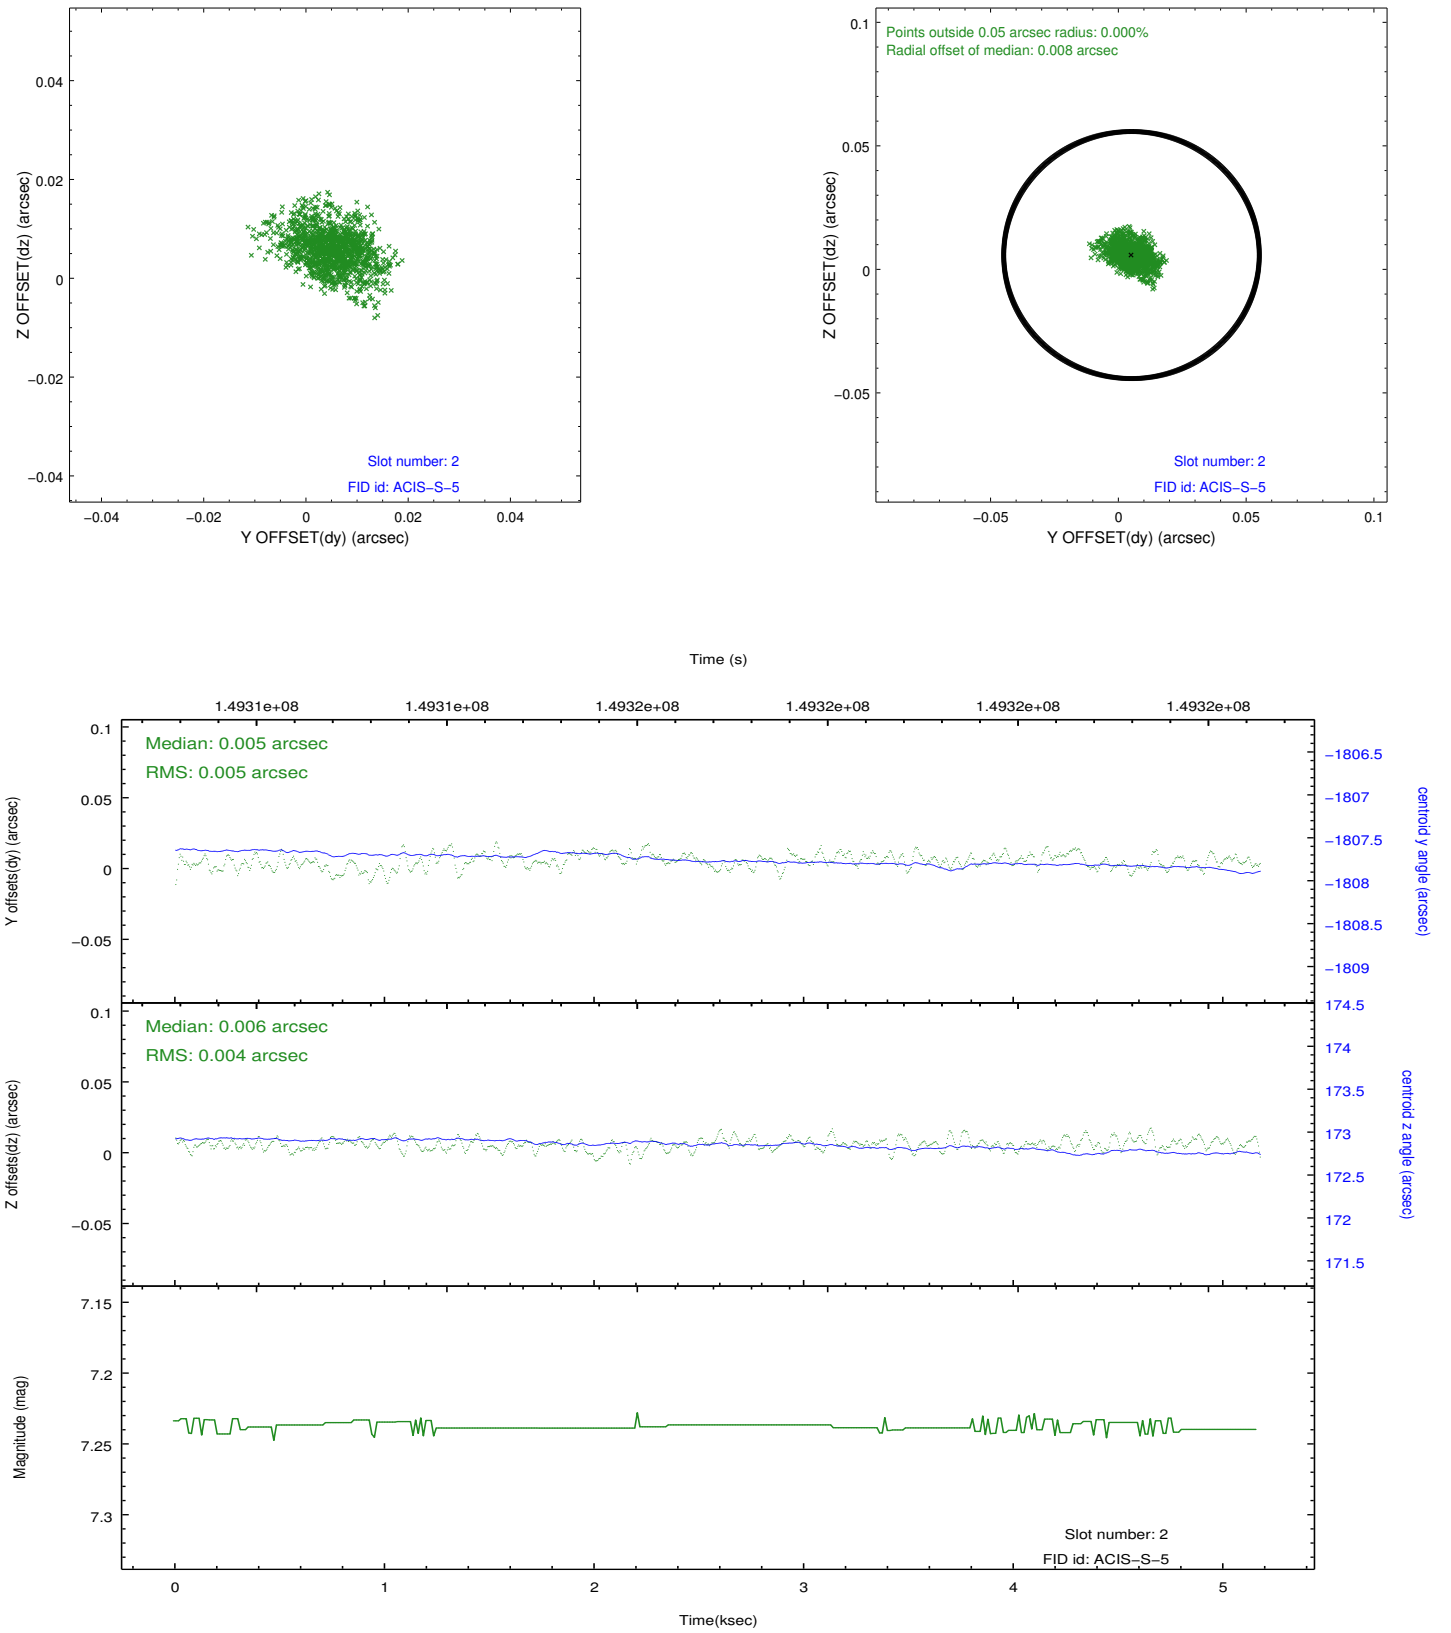 0.04
0.02
0
−0.02
−0.04
Z OFFSET(dz) (arcsec)
Slot number: 2
FID id: ACIS−S−5
−0.04
−0.02
0
0.02
0.04
Y OFFSET(dy) (arcsec)
0.1
0.05
0
−0.05
Z OFFSET(dz) (arcsec)
Points outside 0.05 arcsec radius: 0.000%
Radial offset of median: 0.008 arcsec
Slot number: 2
FID id: ACIS−S−5
−0.05
0
0.05
0.1
Y OFFSET(dy) (arcsec)
Time (s)
1.4931e+08
1.4931e+08
1.4932e+08
1.4932e+08
1.4932e+08
1.4932e+08
0.1
0.05
0
−0.05
Y offsets(dy) (arcsec)
Median: 0.005 arcsec
RMS: 0.005 arcsec
−1806.5
−1807
−1807.5
−1808
−1808.5
−1809
centroid y angle (arcsec)
0.1
0.05
0
−0.05
Z offsets(dz) (arcsec)
Median: 0.006 arcsec
RMS: 0.004 arcsec
174.5
174
173.5
173
172.5
172
171.5
centroid z angle (arcsec)
7.15
7.2
7.25
7.3
Magnitude (mag)
Slot number: 2
FID id: ACIS−S−5
0
1
2
3
4
5
Time(ksec)